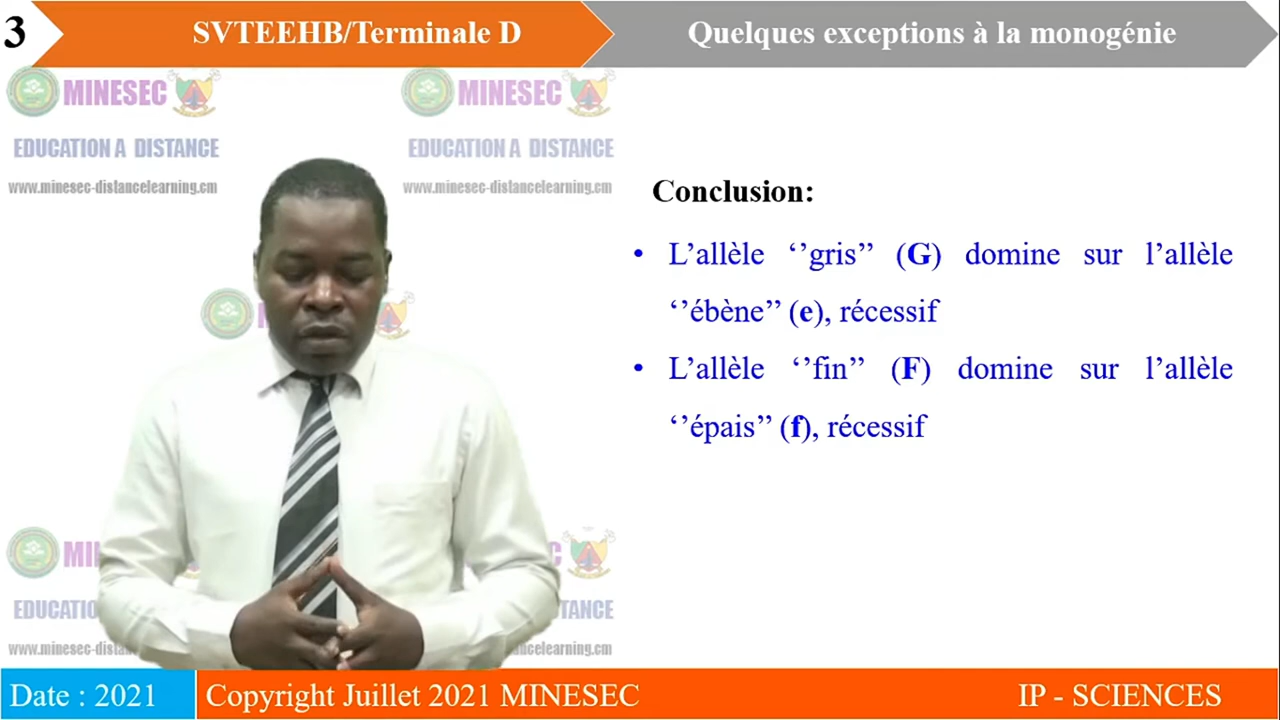 3
SVTEEHB/Terminale D
Quelques exceptions à la monogénie
MINESEC
MINESEC
EDUCATION A DISTANCE
EDUCATION A DISTANCE
www.minesec-distancelearning.cm
www.minesec-distancelearning.cm
Conclusion:
• L’allèle ‘’gris’’ (G) domine sur l’allèle
‘’ébène’’ (e), récessif
• L’allèle ‘’fin’’ (F) domine sur l’allèle
‘’épais’’ (f), récessif
Date : 2021
Copyright Juillet 2021 MINESEC
IP - SCIENCES